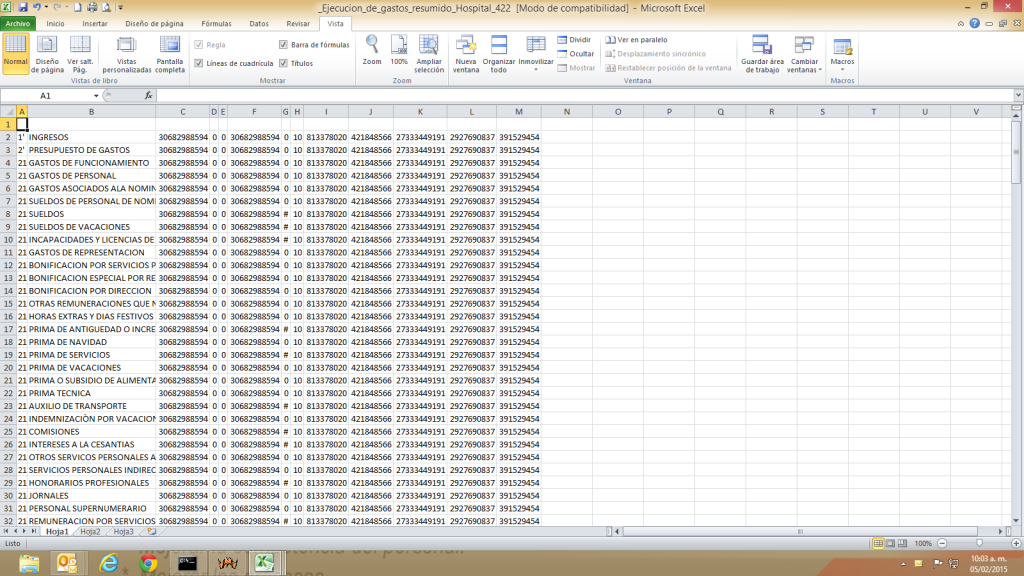 _Ejecucion_de_gastos_resumido_Hospital_422 [Modo de compatibilidad] - Microsoft Excel
Archivo Inicio Insertar Diseño de página Fórmulas Datos Revisar Vista
Normal Diseño de página Ver salt. Pág. Vistas personalizadas Pantalla completa
Vistas de libro
Regla Barra de fórmulas
Líneas de cuadrícula Títulos
Mostrar
Zoom 100% Ampliar selección
Zoom
Nueva ventana Organizar todo Inmovilizar
Dividir
Ocultar
Mostrar
Ver en paralelo
Desplazamiento sincrónico
Restablecer posición de la ventana
Guardar área de trabajo Cambiar ventanas
Ventana
Macros
Macros
A1 fx
A B C D E F G H I J K L M N O P Q R S T U V
1
2 1' INGRESOS 30682988594 0 0 30682988594 0 10 813378020 421848566 27333449191 2927690837 391529454
3 2' PRESUPUESTO DE GASTOS 30682988594 0 0 30682988594 0 10 813378020 421848566 27333449191 2927690837 391529454
4 21 GASTOS DE FUNCIONAMIENTO 30682988594 0 0 30682988594 0 10 813378020 421848566 27333449191 2927690837 391529454
5 21 GASTOS DE PERSONAL 30682988594 0 0 30682988594 0 10 813378020 421848566 27333449191 2927690837 391529454
6 21 GASTOS ASOCIADOS ALA NOMIN 30682988594 0 0 30682988594 0 10 813378020 421848566 27333449191 2927690837 391529454
7 21 SUELDOS DE PERSONAL DE NOMI 30682988594 0 0 30682988594 0 10 813378020 421848566 27333449191 2927690837 391529454
8 21 SUELDOS 30682988594 0 0 30682988594 # 10 813378020 421848566 27333449191 2927690837 391529454
9 21 SUELDOS DE VACACIONES 30682988594 0 0 30682988594 # 10 813378020 421848566 27333449191 2927690837 391529454
10 21 INCAPACIDADES Y LICENCIAS DE 30682988594 0 0 30682988594 # 10 813378020 421848566 27333449191 2927690837 391529454
11 21 GASTOS DE REPRESENTACION 30682988594 0 0 30682988594 0 10 813378020 421848566 27333449191 2927690837 391529454
12 21 BONIFICACION POR SERVICIOS P 30682988594 0 0 30682988594 0 10 813378020 421848566 27333449191 2927690837 391529454
13 21 BONIFICACION ESPECIAL POR RE 30682988594 0 0 30682988594 0 10 813378020 421848566 27333449191 2927690837 391529454
14 21 BONIFICACION POR DIRECCION 30682988594 0 0 30682988594 0 10 813378020 421848566 27333449191 2927690837 391529454
15 21 OTRAS REMUNERACIONES QUE N 30682988594 0 0 30682988594 0 10 813378020 421848566 27333449191 2927690837 391529454
16 21 HORAS EXTRAS Y DIAS FESTIVOS 30682988594 0 0 30682988594 0 10 813378020 421848566 27333449191 2927690837 391529454
17 21 PRIMA DE ANTIGUEDAD O INCRE 30682988594 0 0 30682988594 # 10 813378020 421848566 27333449191 2927690837 391529454
18 21 PRIMA DE NAVIDAD 30682988594 0 0 30682988594 0 10 813378020 421848566 27333449191 2927690837 391529454
19 21 PRIMA DE SERVICIOS 30682988594 0 0 30682988594 # 10 813378020 421848566 27333449191 2927690837 391529454
20 21 PRIMA DE VACACIONES 30682988594 0 0 30682988594 0 10 813378020 421848566 27333449191 2927690837 391529454
21 21 PRIMA O SUBSIDIO DE ALIMENTA 30682988594 0 0 30682988594 0 10 813378020 421848566 27333449191 2927690837 391529454
22 21 PRIMA TECNICA 30682988594 0 0 30682988594 0 10 813378020 421848566 27333449191 2927690837 391529454
23 21 AUXILIO DE TRANSPORTE 30682988594 0 0 30682988594 # 10 813378020 421848566 27333449191 2927690837 391529454
24 21 INDEMNIZACIÒN POR VACACION 30682988594 0 0 30682988594 0 10 813378020 421848566 27333449191 2927690837 391529454
25 21 COMISIONES 30682988594 0 0 30682988594 # 10 813378020 421848566 27333449191 2927690837 391529454
26 21 INTERESES A LA CESANTIAS 30682988594 0 0 30682988594 # 10 813378020 421848566 27333449191 2927690837 391529454
27 21 OTROS SERVICOS PERSONALES A 30682988594 0 0 30682988594 0 10 813378020 421848566 27333449191 2927690837 391529454
28 21 SERVICIOS PERSONALES INDIREC 30682988594 0 0 30682988594 0 10 813378020 421848566 27333449191 2927690837 391529454
29 21 HONORARIOS PROFESIONALES 30682988594 0 0 30682988594 # 10 813378020 421848566 27333449191 2927690837 391529454
30 21 JORNALES 30682988594 0 0 30682988594 0 10 813378020 421848566 27333449191 2927690837 391529454
31 21 PERSONAL SUPERNUMERARIO 30682988594 0 0 30682988594 0 10 813378020 421848566 27333449191 2927690837 391529454
32 21 REMUNERACION POR SERVICIOS 30682988594 0 0 30682988594 # 10 813378020 421848566 27333449191 2927690837 391529454
Hoja1 Hoja2 Hoja3
Listo 100%
10:03 a. m.
05/02/2015